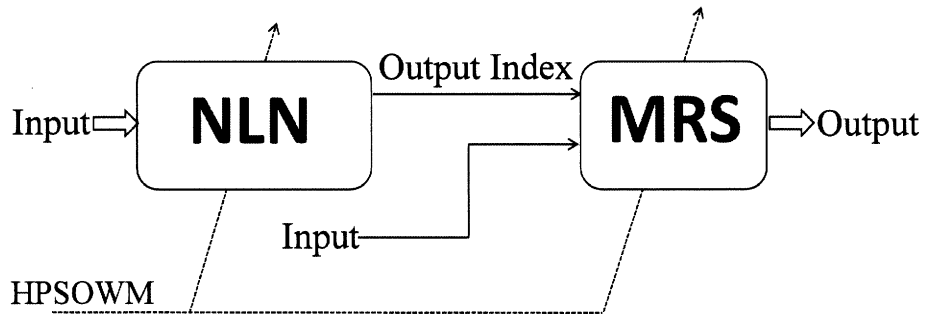 Output Index
Input
NLN
MRS
Output
Input
HPSOWM